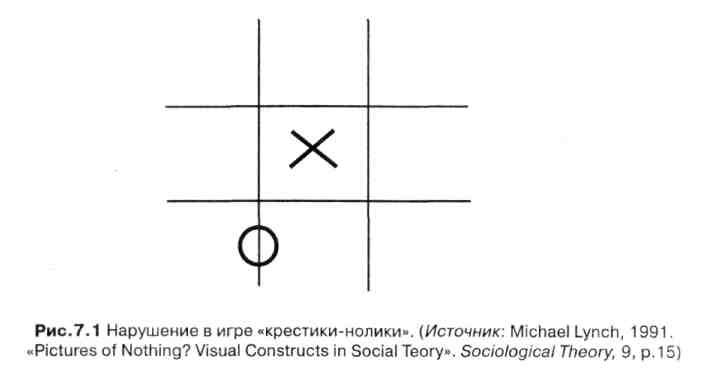 Рис.7.1 Нарушение в игре «крестики-нолики». (Источник: Michael Lynch, 1991.
«Pictures of Nothing? Visual Constructs in Social Teory». Sociological Theory, 9, p.15)